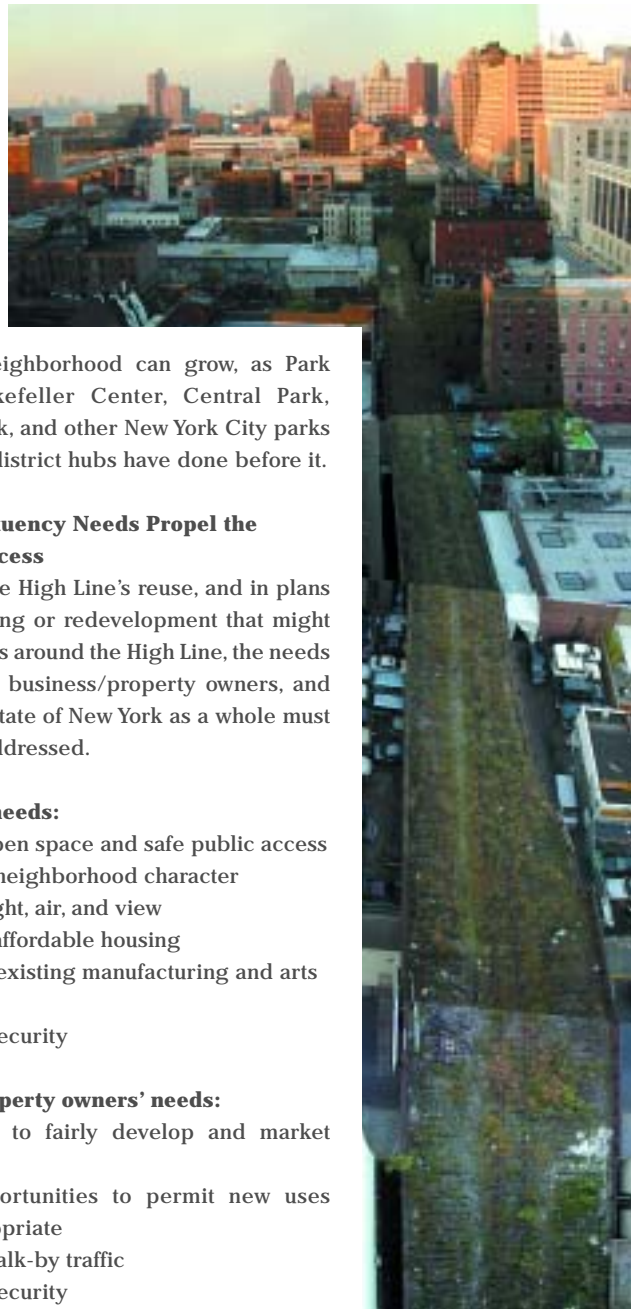 eighborhood can grow, as Park
kefeller Center, Central Park,
k, and other New York City parks
district hubs have done before it.
uency Needs Propel the
cess
e High Line's reuse, and in plans
ng or redevelopment that might
s around the High Line, the needs
business/property owners, and
tate of New York as a whole must
ddressed.
needs:
pen space and safe public access
neighborhood character
ght, air, and view
affordable housing
existing manufacturing and arts
ecurity
perty owners' needs:
to fairly develop and market
ortunities to permit new uses
opriate
alk-by traffic
ecurity